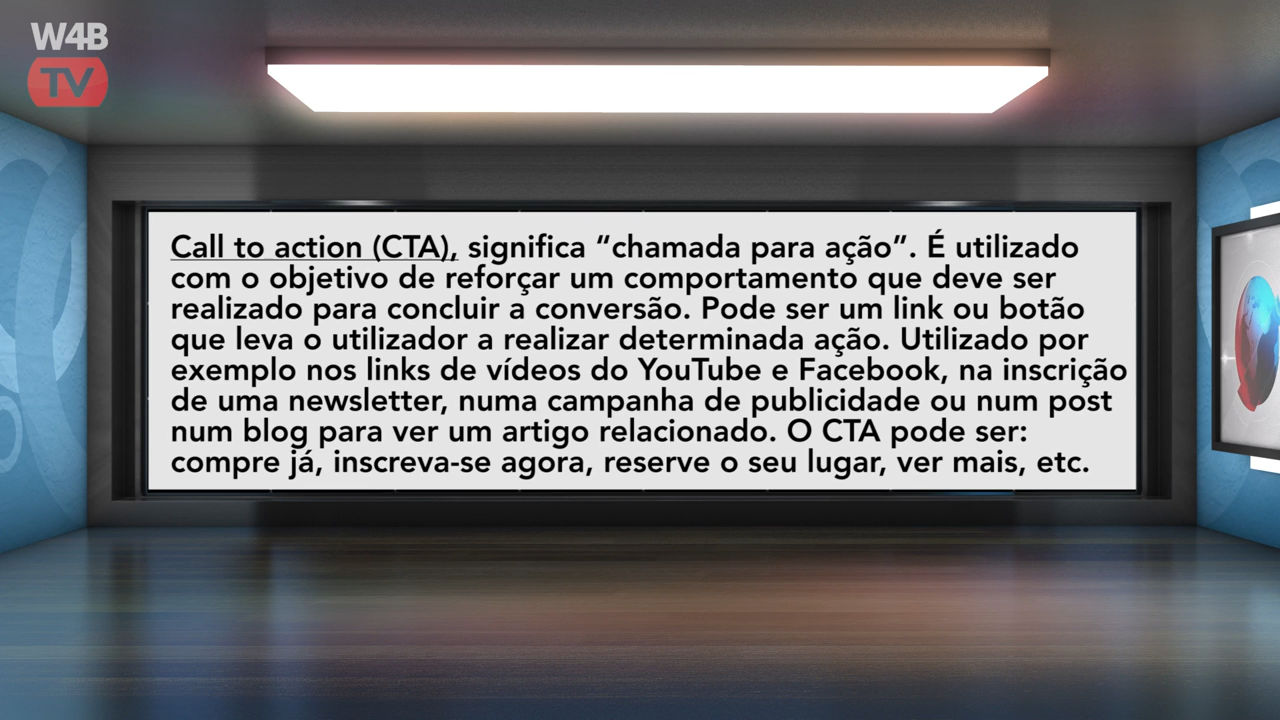 W4B
TV
Call to action (CTA), significa “chamada para ação”. É utilizado
com o objetivo de reforçar um comportamento que deve ser
realizado para concluir a conversão. Pode ser um link ou botão
que leva o utilizador a realizar determinada ação. Utilizado por
exemplo nos links de vídeos do YouTube e Facebook, na inscrição
de uma newsletter, numa campanha de publicidade ou num post
num blog para ver um artigo relacionado. O CTA pode ser:
compre já, inscreva-se agora, reserve o seu lugar, ver mais, etc.